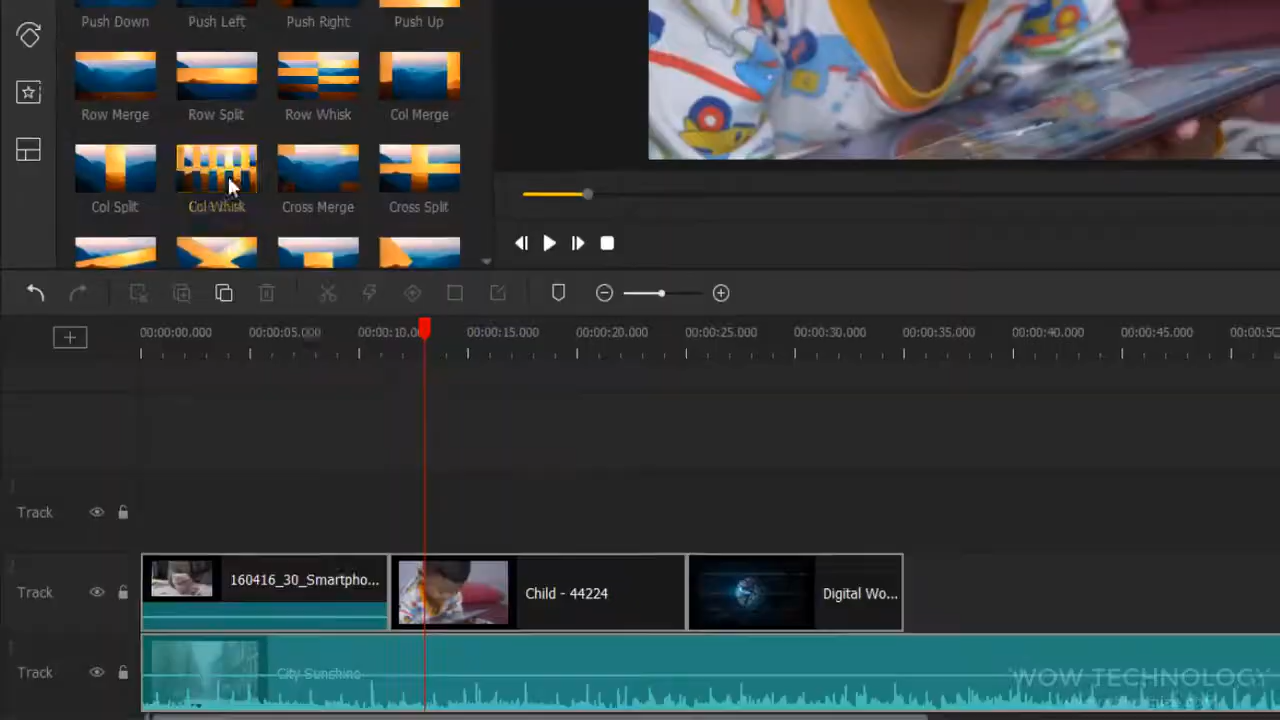 Push Down Push Left Push Right Push Up
Row Merge Row Split Row Whisk Col Merge
Col Split Col Whisk Cross Merge Cross Split
00:00:00.000 00:00:05.000 00:00:10.0 00:00:15.000 00:00:20.000 00:00:25.000 00:00:30.000 00:00:35.000 00:00:40.000 00:00:45.000 00:00:50
Track
160416_30_Smartpho...
Child - 44224
Digital Wo...
Track
City Sunshine
Track
WOW TECHNOLOGY